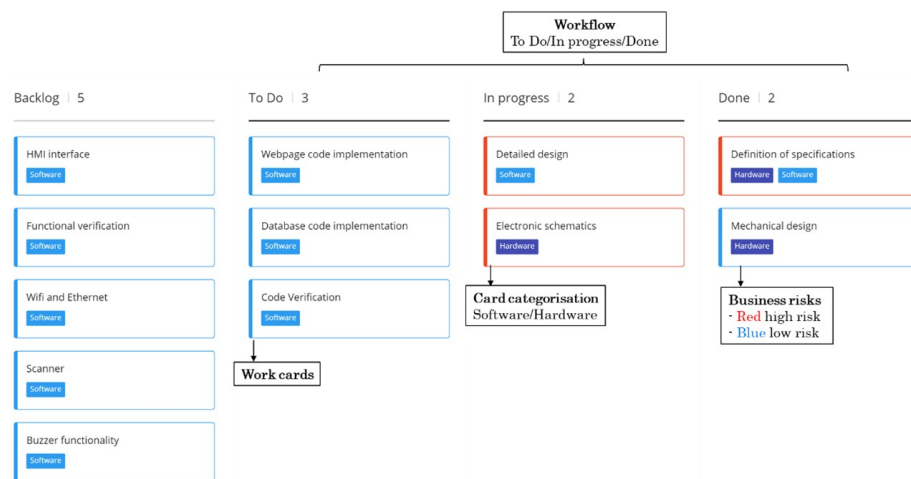 Workflow
To Do/In progress/Done
Backlog | 5
HMI interface
Software
Functional verification
Software
Wifi and Ethernet
Software
Scanner
Software
Buzzer functionality
Software
To Do | 3
Webpage code implementation
Software
Database code implementation
Software
Code Verification
Software
Work cards
In progress | 2
Detailed design
Software
Electronic schematics
Hardware
Card categorisation
Software/Hardware
Done | 2
Definition of specifications
Hardware Software
Mechanical design
Hardware
Business risks
- Red high risk
- Blue low risk